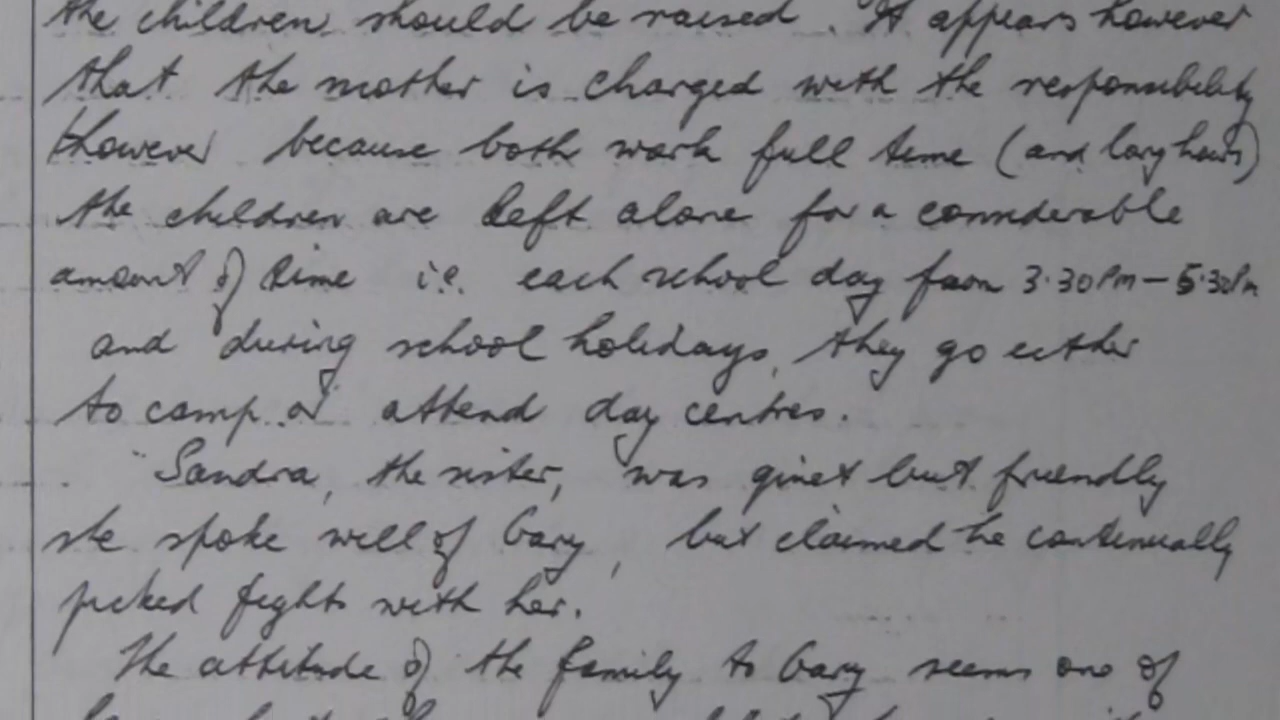 the children should be raised. It appears however
that the mother is charged with the responsibility
However because both work full time (and long hours)
the children are left alone for a considerable
amount of time i.e. each school day from 3.30Pm - 5.30Pm
and during school holidays, they go either
to camp or attend day centres.
Sandra, the sister, was quiet but friendly
she spoke well of Gary, but claimed he continually
picked fights with her.
The attitude of the family to Gary seems one of